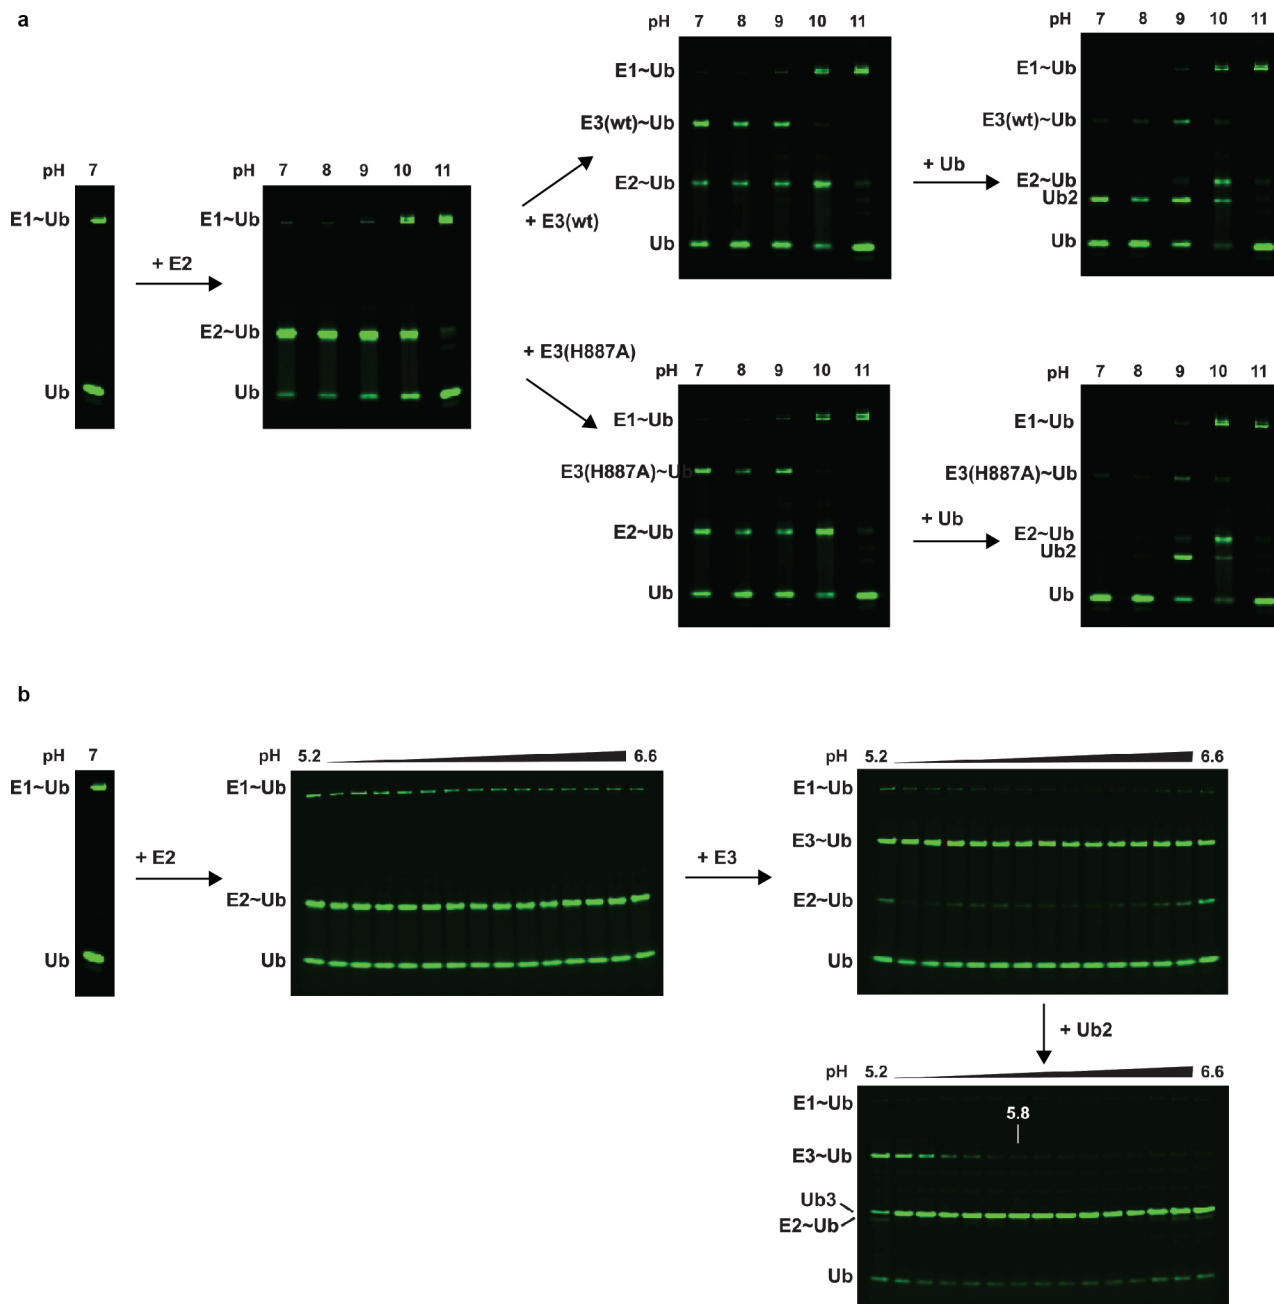 a
pH 7 8 9 10 11
E1~Ub
E3(wt)~Ub
E2~Ub
Ub
pH 7 8 9 10 11
E1~Ub
E3(wt)~Ub
E2~Ub
Ub2
Ub
+ Ub
pH 7
E1~Ub
Ub
+ E2
pH 7 8 9 10 11
E1~Ub
E2~Ub
Ub
+ E3(wt)
+ E3(H887A)
pH 7 8 9 10 11
E1~Ub
E3(H887A)~Ub
E2~Ub
Ub
+ Ub
pH 7 8 9 10 11
E1~Ub
E3(H887A)~Ub
E2~Ub
Ub2
Ub
b
pH 7
E1~Ub
Ub
+ E2
pH 5.2 6.6
E1~Ub
E2~Ub
Ub
+ E3
pH 5.2 6.6
E1~Ub
E3~Ub
E2~Ub
Ub
+ Ub2
pH 5.2 6.6
E1~Ub
5.8
E3~Ub
Ub3
E2~Ub
Ub